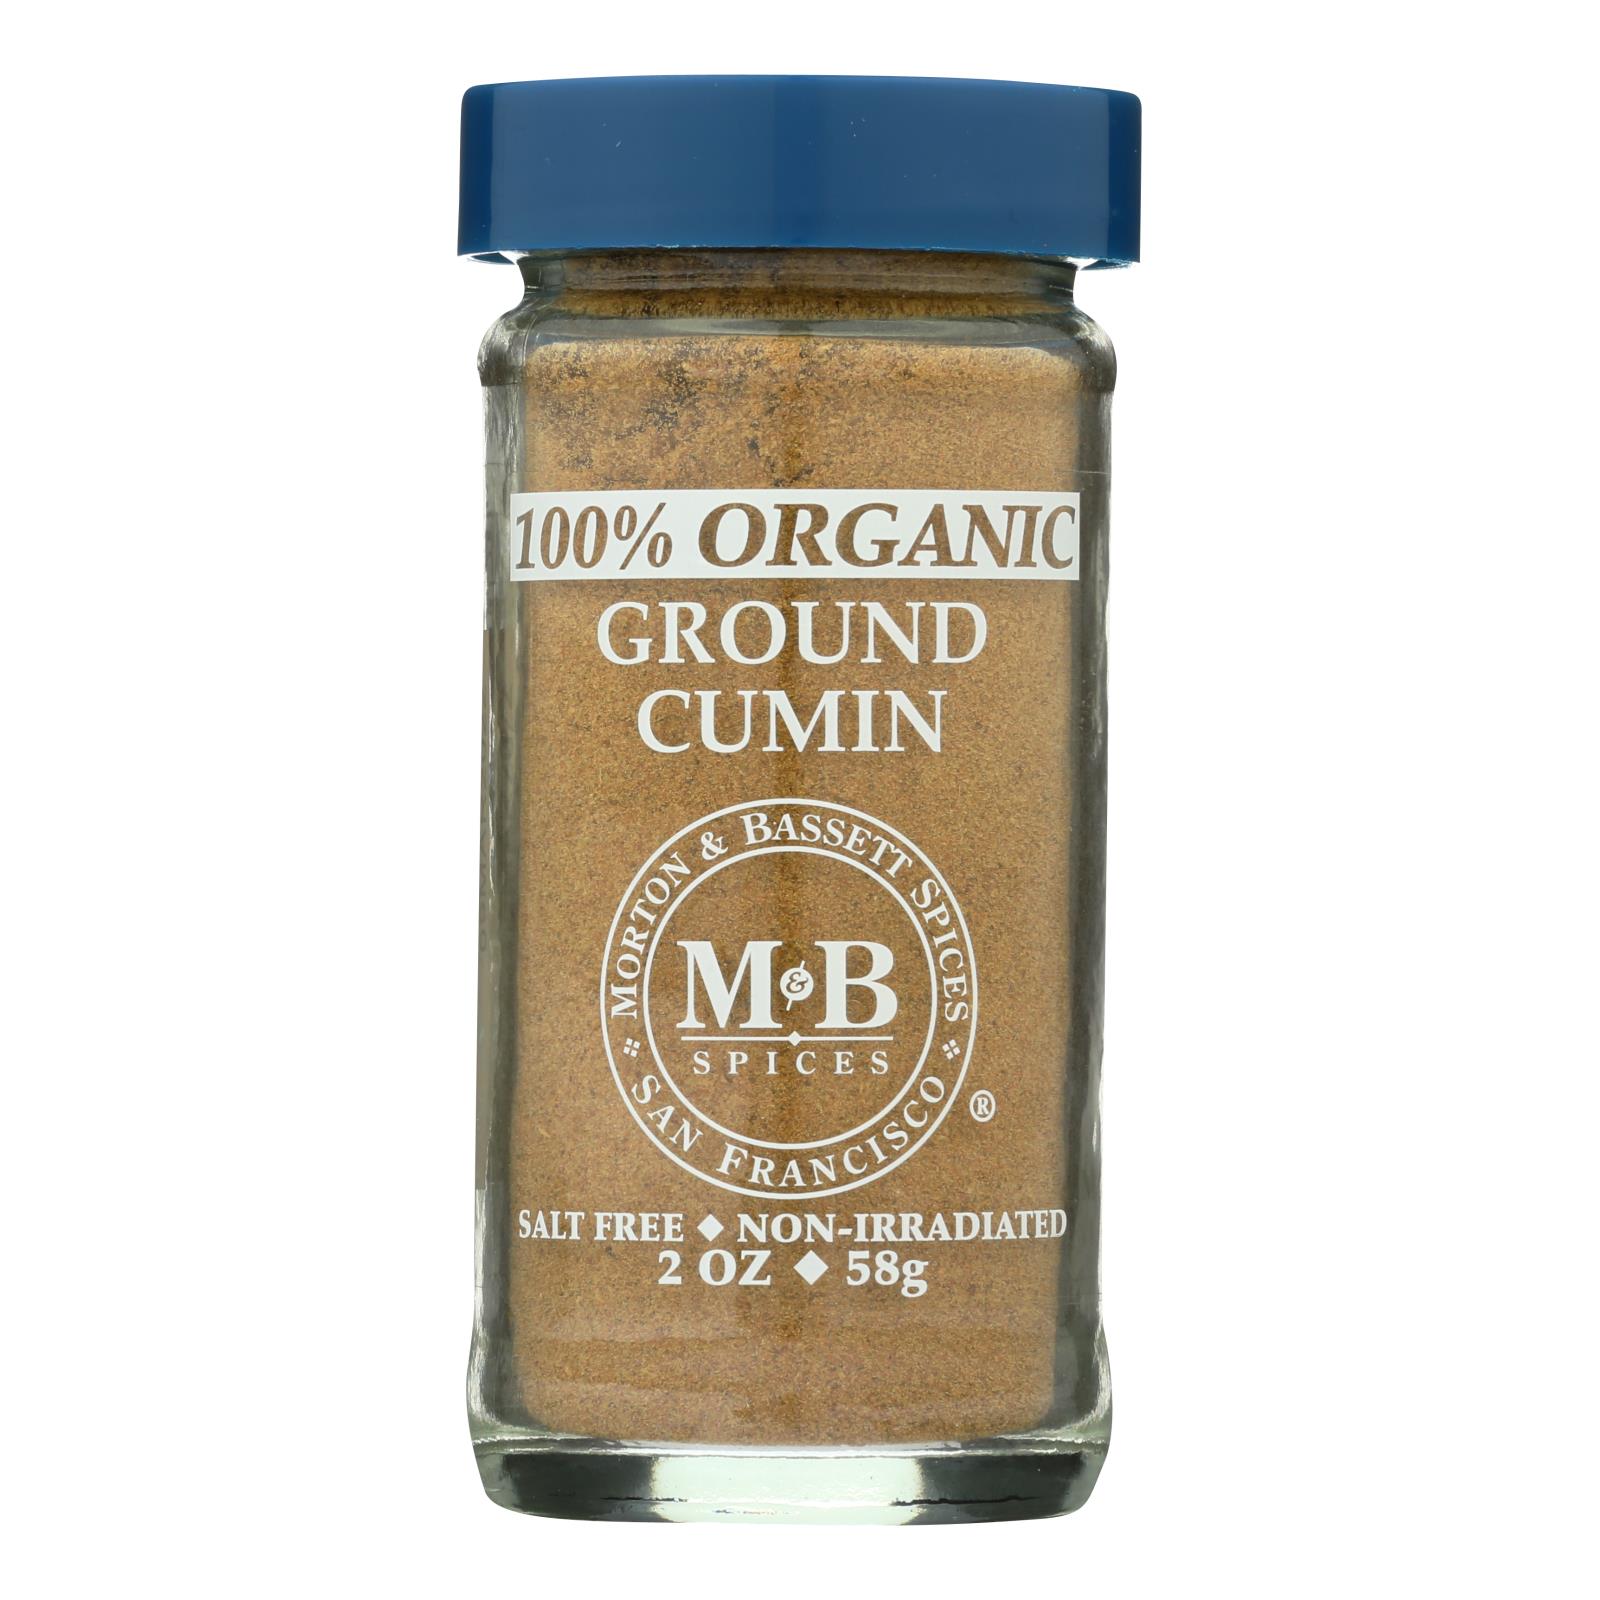 100% ORGANIC
GROUND
CUMIN
MORTON & BASSETT SPICES
M&B
SPICES
SAN FRANCISCO
®
SALT FREE ◆ NON-IRRADIATED
2 OZ ◆ 58g